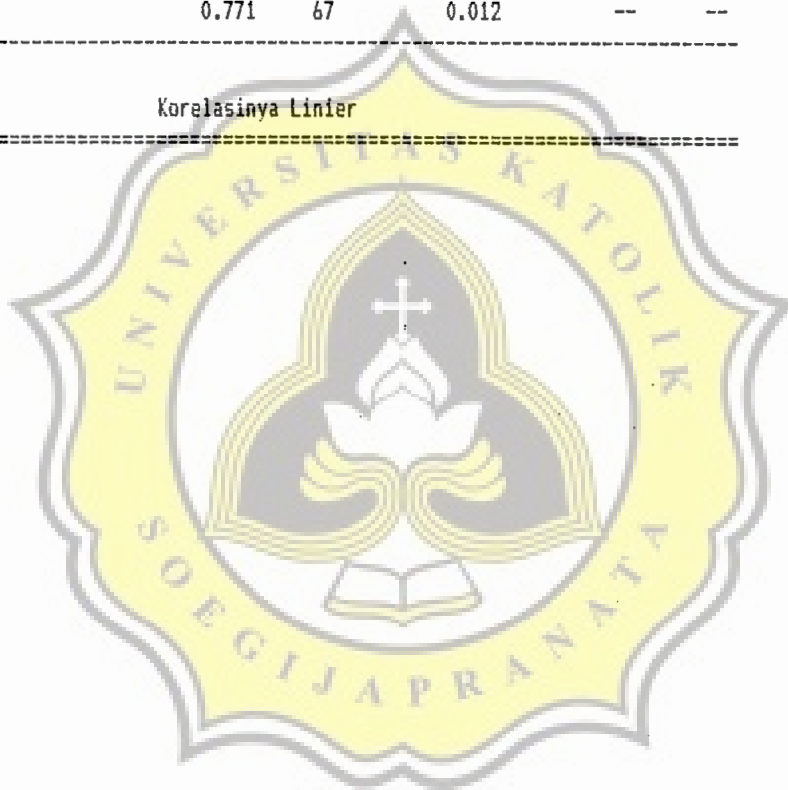 0.771 67 0.012 -- --
Korelasinya Linier
UNIVERSITAS KATOLIK
SOEGIJAPRANATA